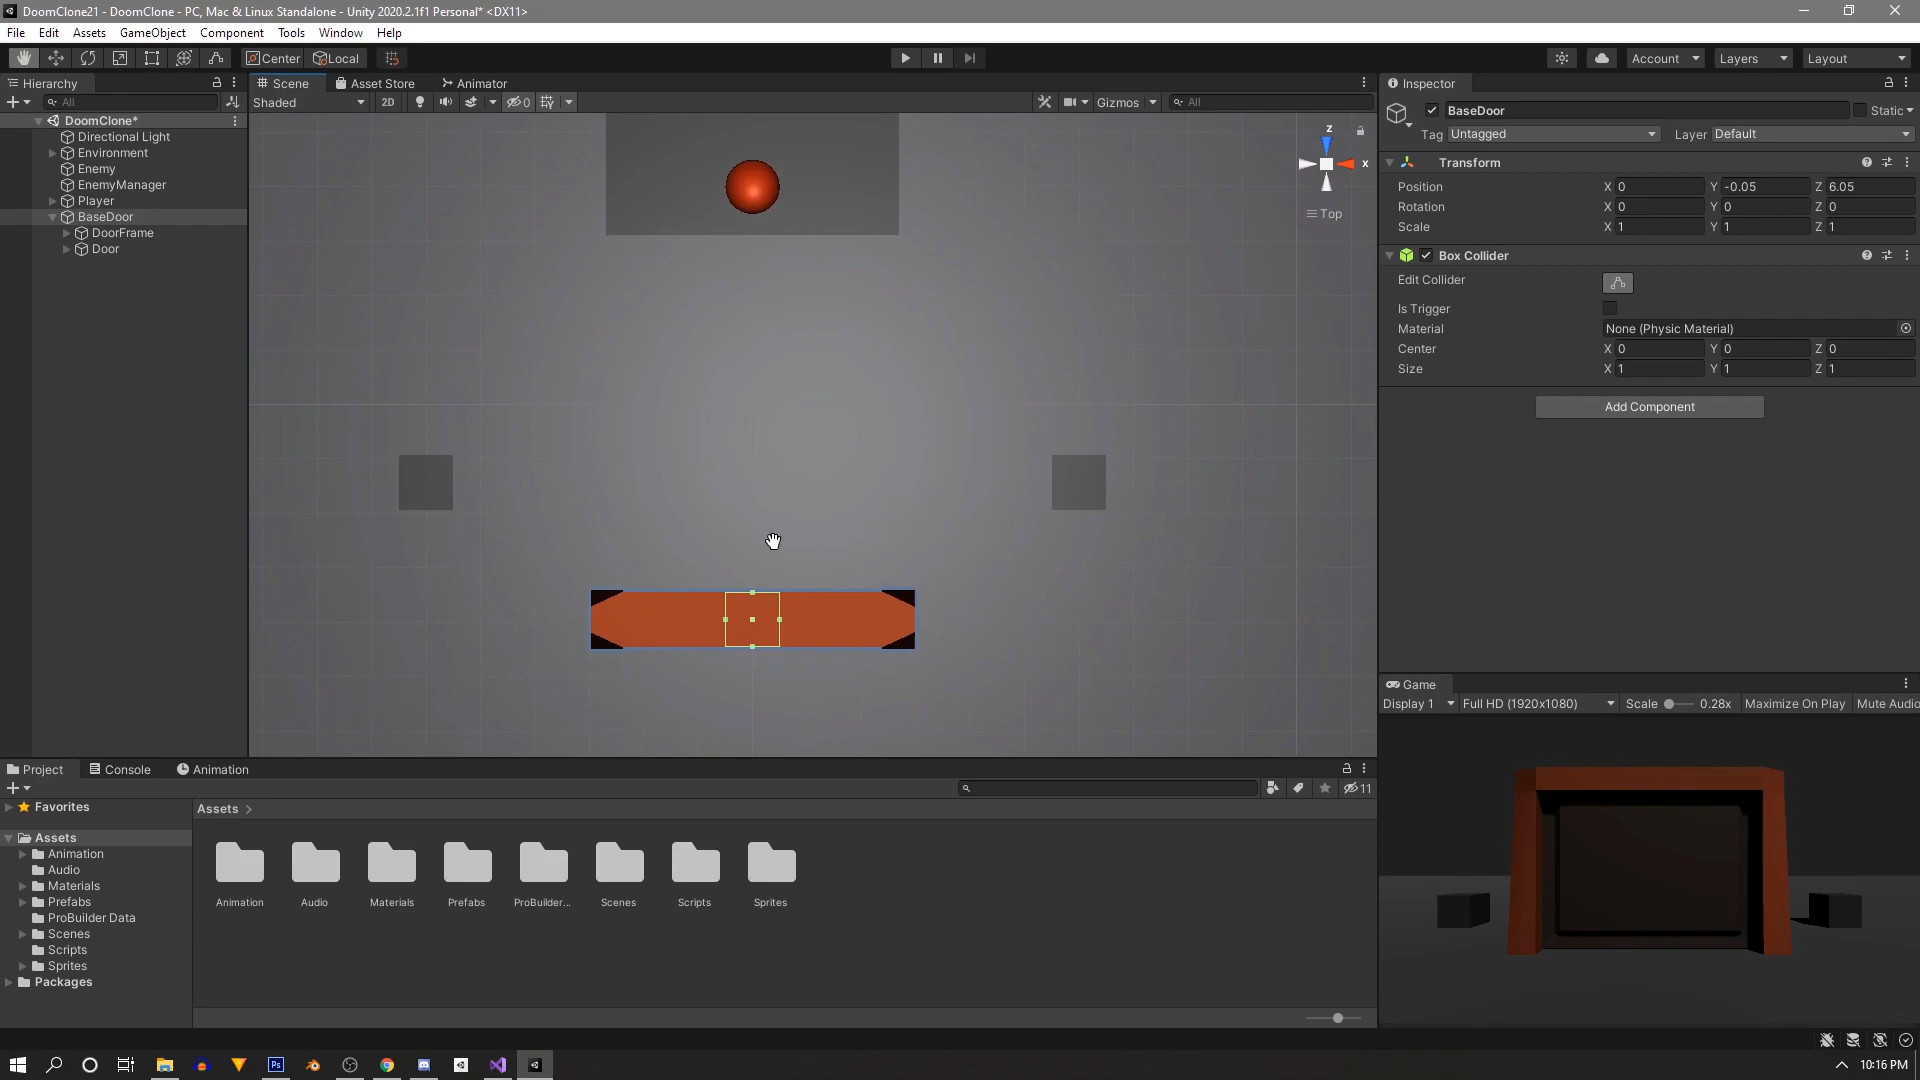 DoomClone21 - DoomClone - PC, Mac & Linux Standalone - Unity 2020.2.1f1 Personal* <DX11>
File Edit Assets GameObject Component Tools Window Help
Center Local Account Layers Layout
Hierarchy Scene Asset Store Animator Inspector
All Shaded 2D 0 Gizmos All BaseDoor Static
Tag Untagged Layer Default
DoomClone*
Directional Light
Environment
Enemy
EnemyManager
Player
BaseDoor
DoorFrame
Door
z
x
Top
Transform
Position X 0 Y -0.05 Z 6.05
Rotation X 0 Y 0 Z 0
Scale X 1 Y 1 Z 1
Box Collider
Edit Collider
Is Trigger
Material None (Physic Material)
Center X 0 Y 0 Z 0
Size X 1 Y 1 Z 1
Add Component
Game
Display 1 Full HD (1920x1080) Scale 0.28x Maximize On Play Mute Audio
Project Console Animation
11
Favorites
Assets
Animation
Audio
Materials
Prefabs
ProBuilder Data
Scenes
Scripts
Sprites
Packages
Assets >
Animation Audio Materials Prefabs ProBuilder... Scenes Scripts Sprites
Ps
10:16 PM